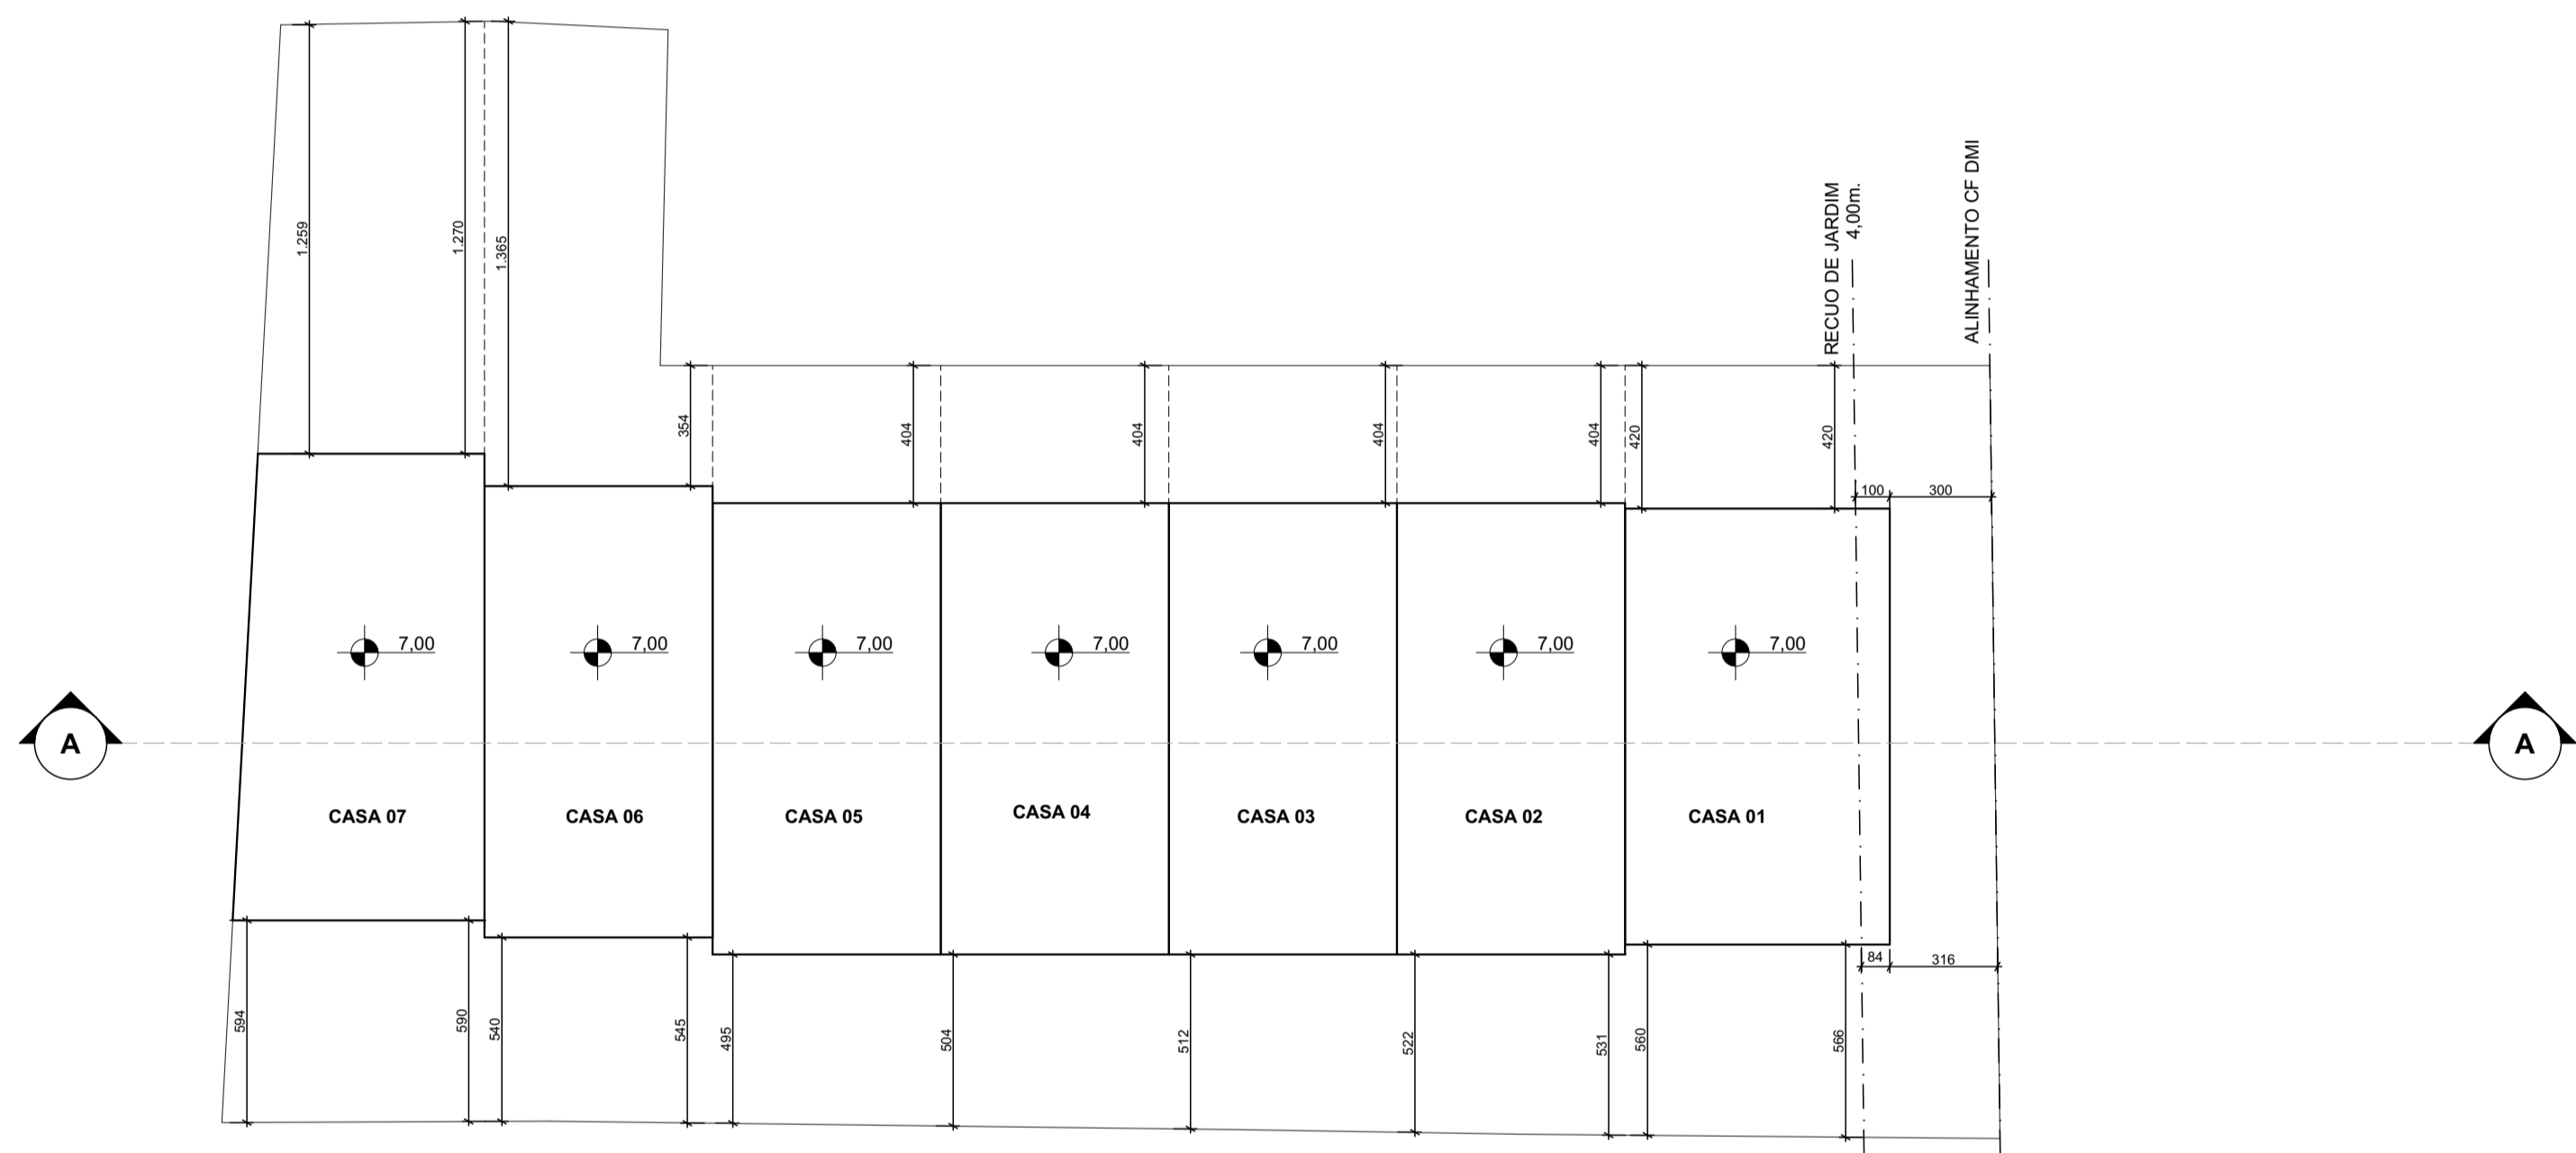 RECUO DE JARDIM
4,00m.
ALINHAMENTO CF DMI
1.259
1.270
1.365
354
404
404
404
404
420
420
100
300
7,00
7,00
7,00
7,00
7,00
7,00
7,00
A
A
CASA 07
CASA 06
CASA 05
CASA 04
CASA 03
CASA 02
CASA 01
84
316
594
590
540
545
495
504
512
522
531
560
566